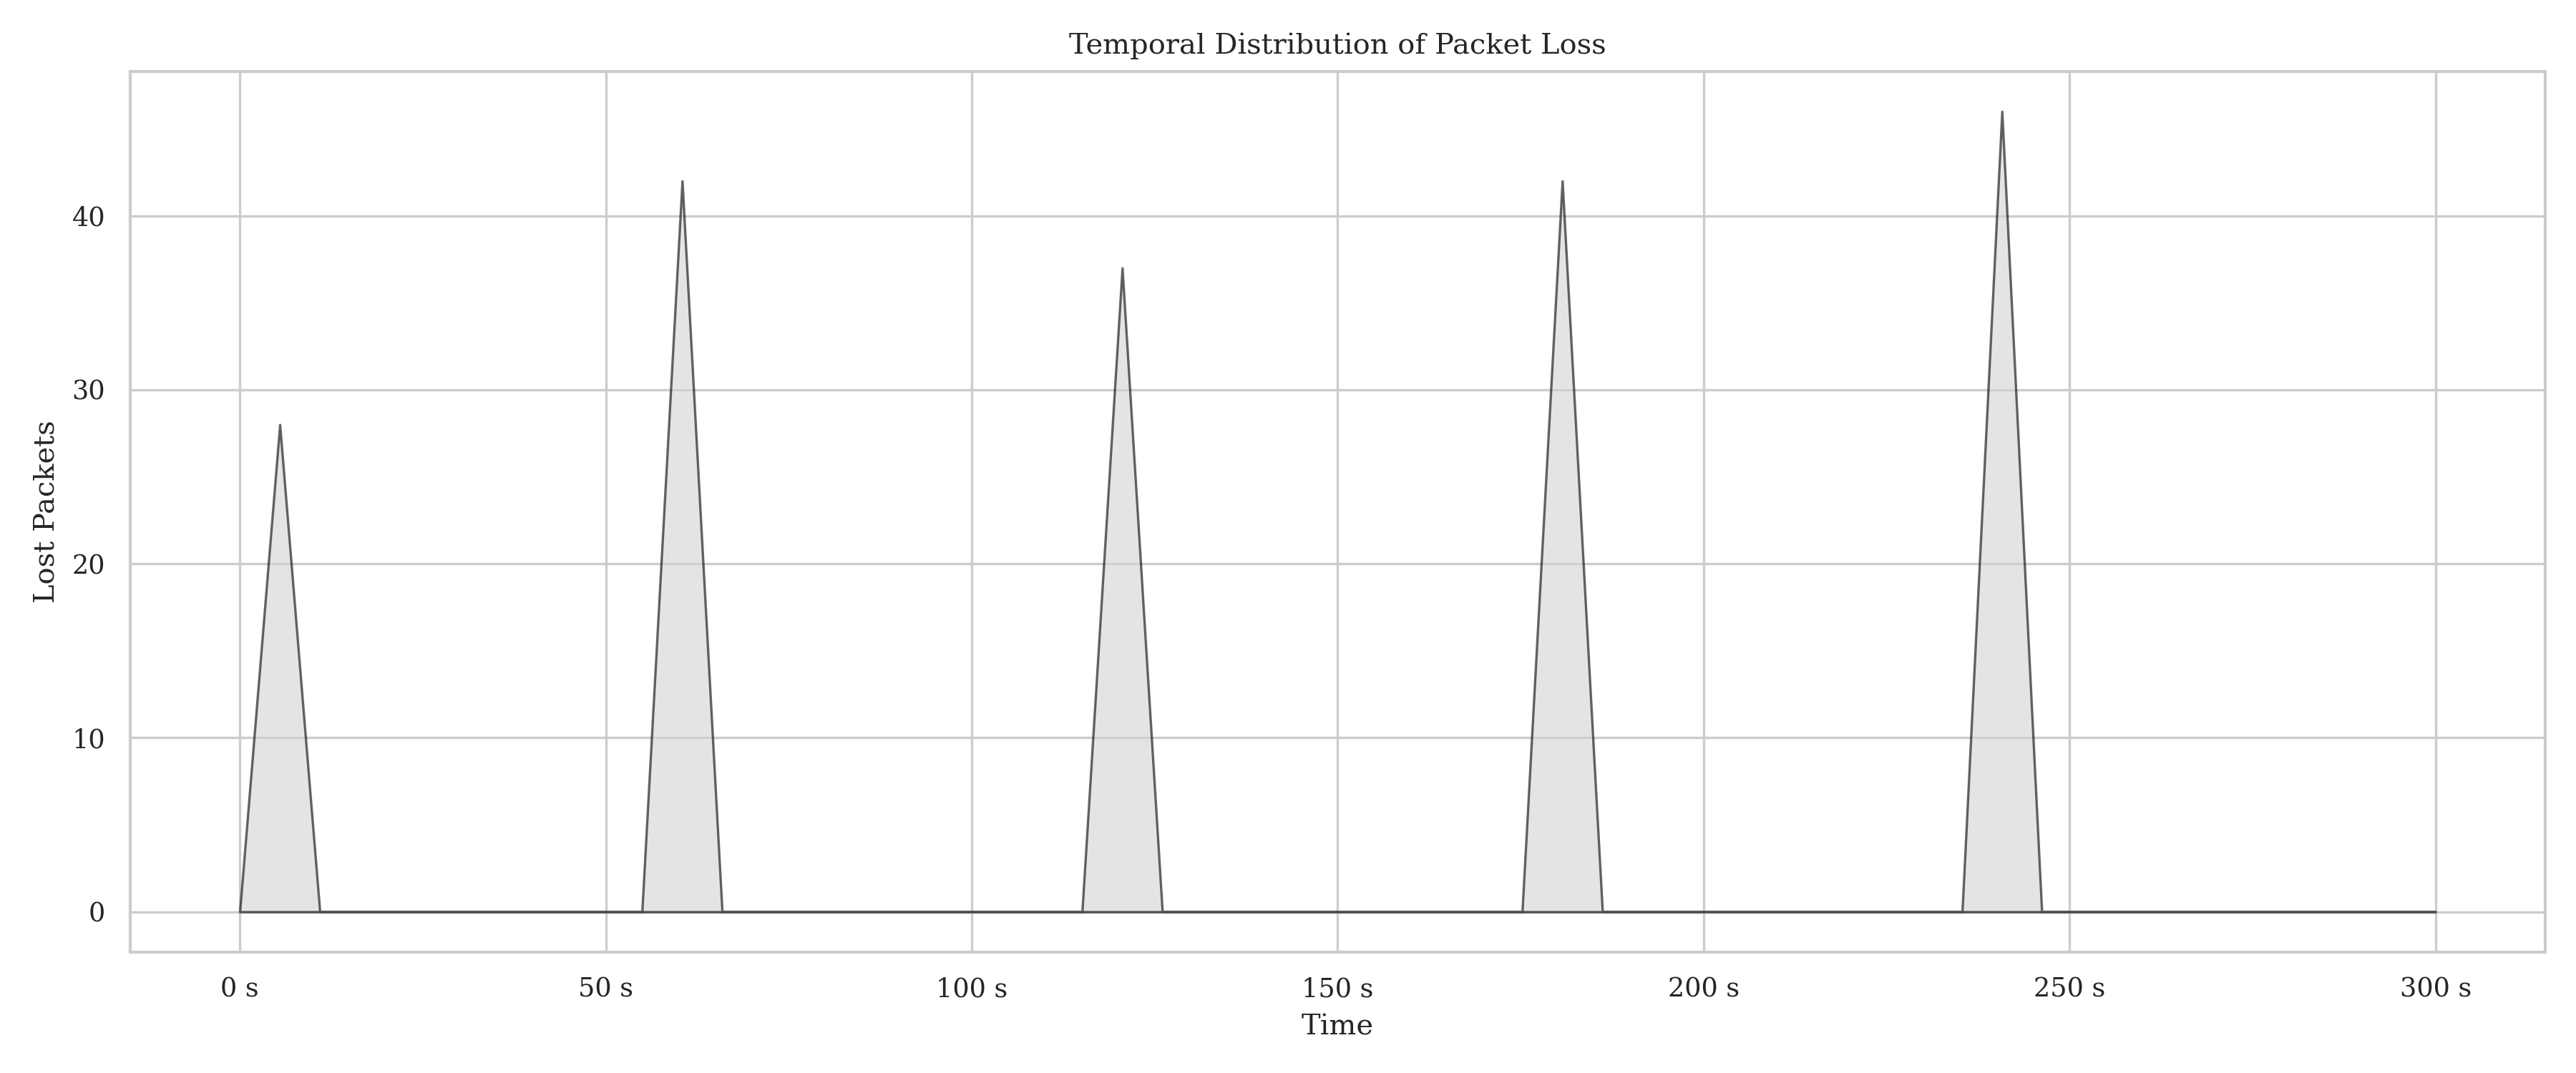 Temporal Distribution of Packet Loss
Lost Packets
40
30
20
10
0
0 s 50 s 100 s 150 s 200 s 250 s 300 s
Time